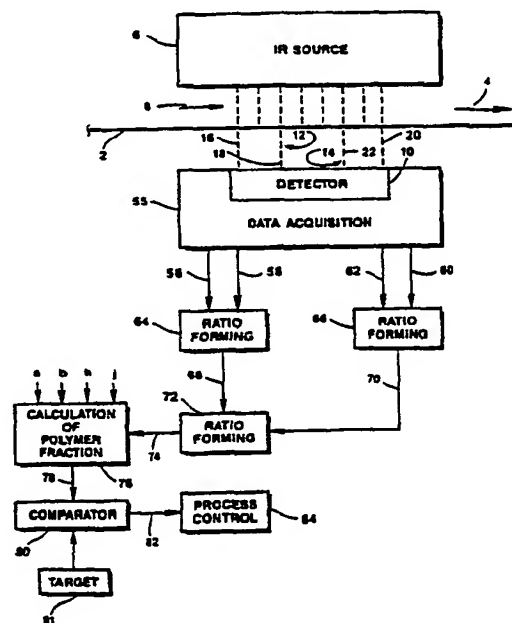 6
IR SOURCE
8
4
2
16
12
20
18
14
22
10
DETECTOR
55
DATA ACQUISITION
56
58
62
60
64
RATIO FORMING
66
RATIO FORMING
68
70
a b h j
72
RATIO FORMING
CALCULATION OF POLYMER FRACTION
74
76
78
COMPARATOR
82
PROCESS CONTROL
80
TARGET
81